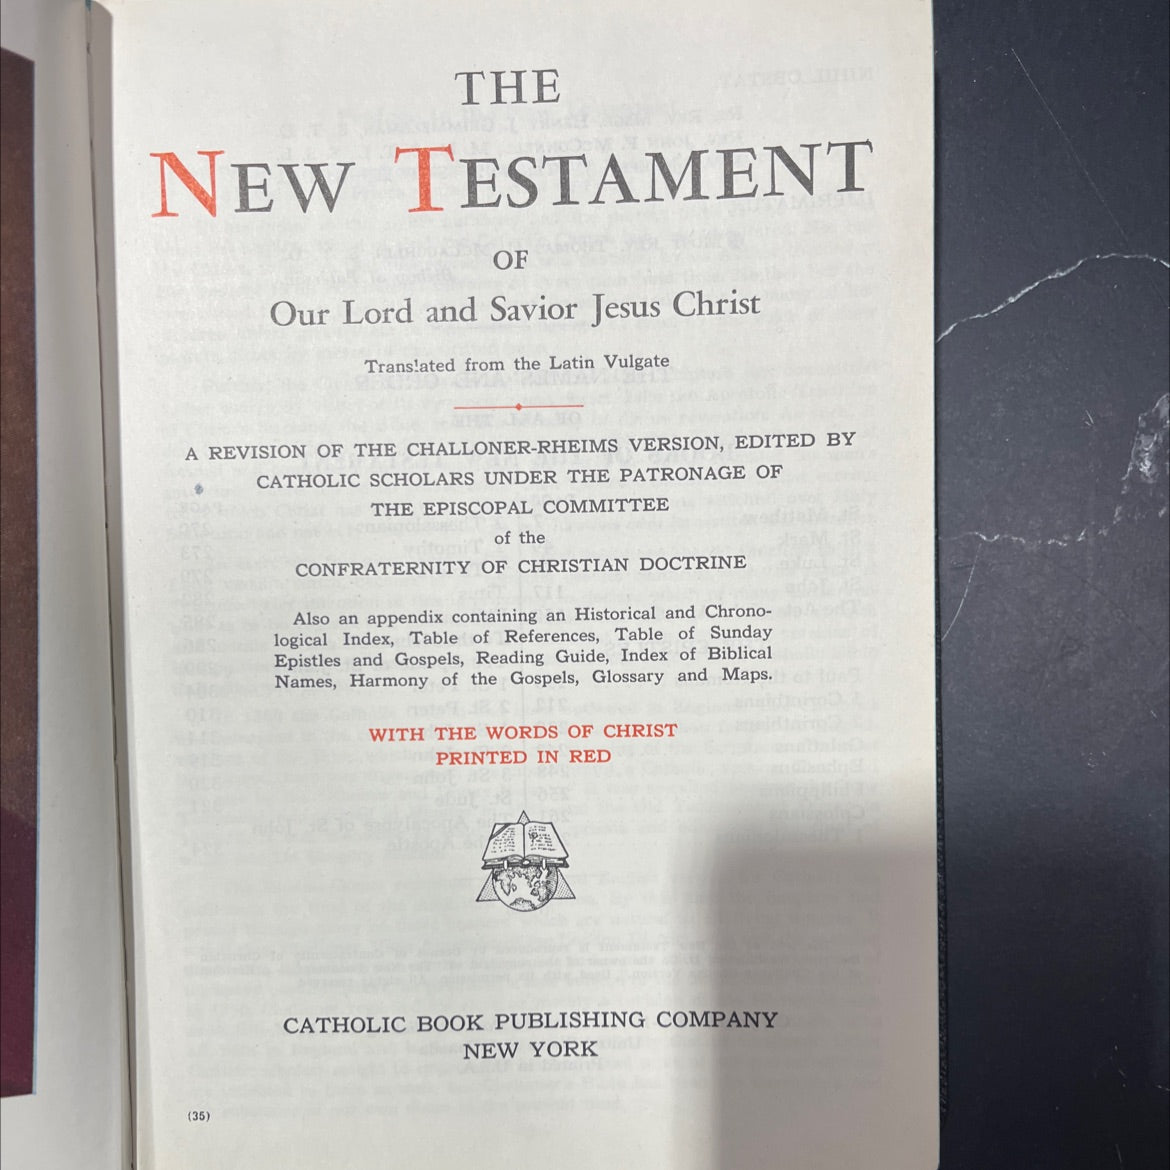 THE
NEW TESTAMENT
OF
Our Lord and Savior Jesus Christ
Translated from the Latin Vulgate
A REVISION OF THE CHALLONER-RHEIMS VERSION, EDITED BY
CATHOLIC SCHOLARS UNDER THE PATRONAGE OF
THE EPISCOPAL COMMITTEE
of the
CONFRATERNITY OF CHRISTIAN DOCTRINE
Also an appendix containing an Historical and Chrono-
logical Index, Table of References, Table of Sunday
Epistles and Gospels, Reading Guide, Index of Biblical
Names, Harmony of the Gospels, Glossary and Maps.
WITH THE WORDS OF CHRIST
PRINTED IN RED
CATHOLIC BOOK PUBLISHING COMPANY
NEW YORK
(35)